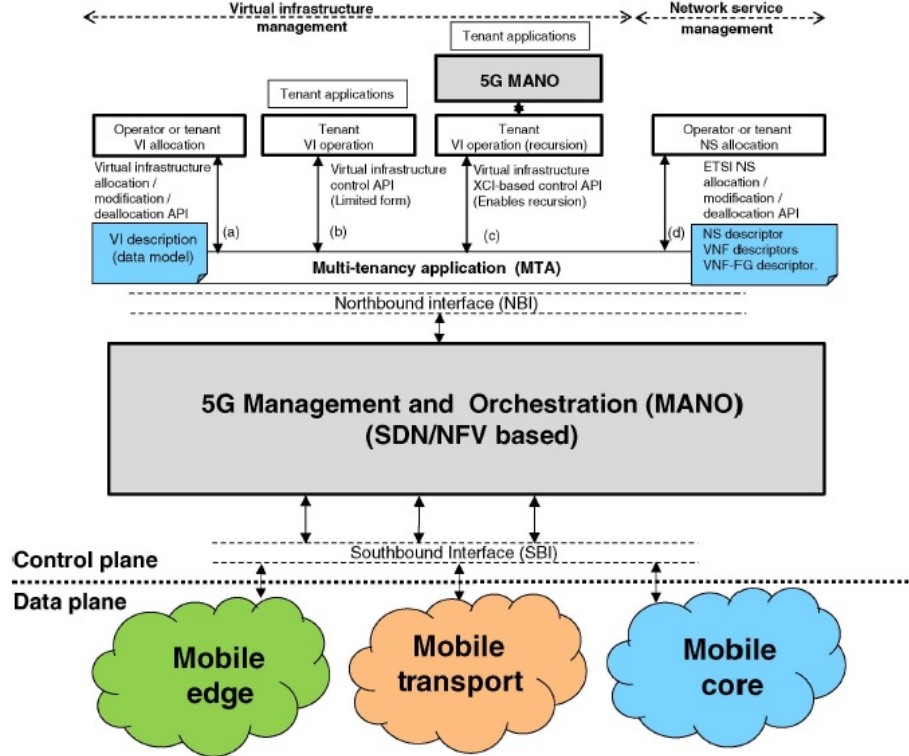 Virtual infrastructure
management
Network service
management
Tenant applications
5G MANO
Tenant applications
Operator or tenant
VI allocation
Tenant
VI operation
Tenant
VI operation (recursion)
Operator or tenant
NS allocation
Virtual infrastructure
allocation /
modification /
deallocation API
(a)
Virtual infrastructure
control API
(Limited form)
(b)
Virtual infrastructure
XCI-based control API
(Enables recursion)
(c)
ETSI NS
allocation/
modification /
deallocation API
(d)
VI description
(data model)
NS descriptor
VNF descriptors
VNF-FG descriptor.
Multi-tenancy application (MTA)
Northbound interface (NBI)
5G Management and Orchestration (MANO)
(SDN/NFV based)
Southbound Interface (SBI)
Control plane
Data plane
Mobile
edge
Mobile
transport
Mobile
core